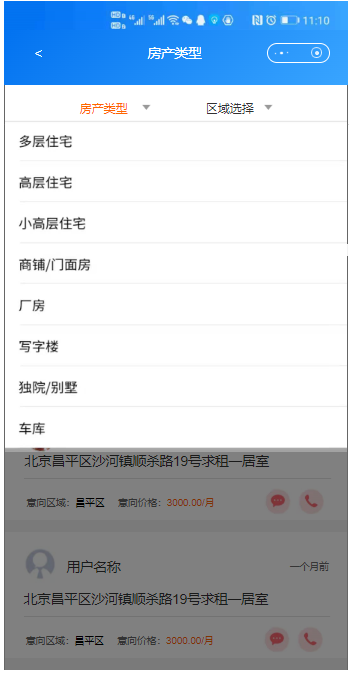 11:10
< 房产类型
房产类型 区域选择
多层住宅
高层住宅
小高层住宅
商铺/门面房
厂房
写字楼
独院/别墅
车库
北京昌平区沙河镇顺杀路19号求租一居室
意向区域：昌平区 意向价格：3000.00/月
用户名称 一个月前
北京昌平区沙河镇顺杀路19号求租一居室
意向区域：昌平区 意向价格：3000.00/月